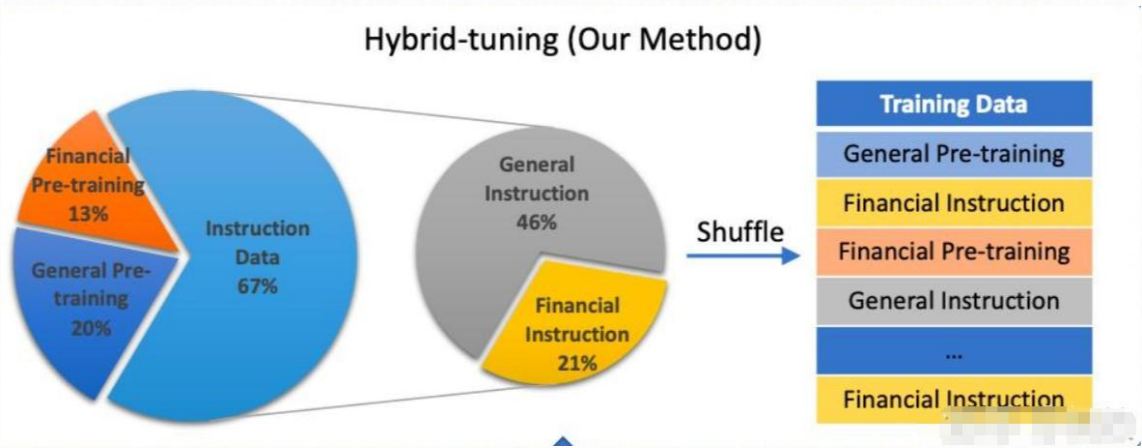 Hybrid-tuning (Our Method)
Financial
Pre-training
13%
General Pre-
training
20%
Instruction
Data
67%
General
Instruction
46%
Financial
Instruction
21%
Shuffle
Training Data
General Pre-training
Financial Instruction
Financial Pre-training
General Instruction
...
Financial Instruction